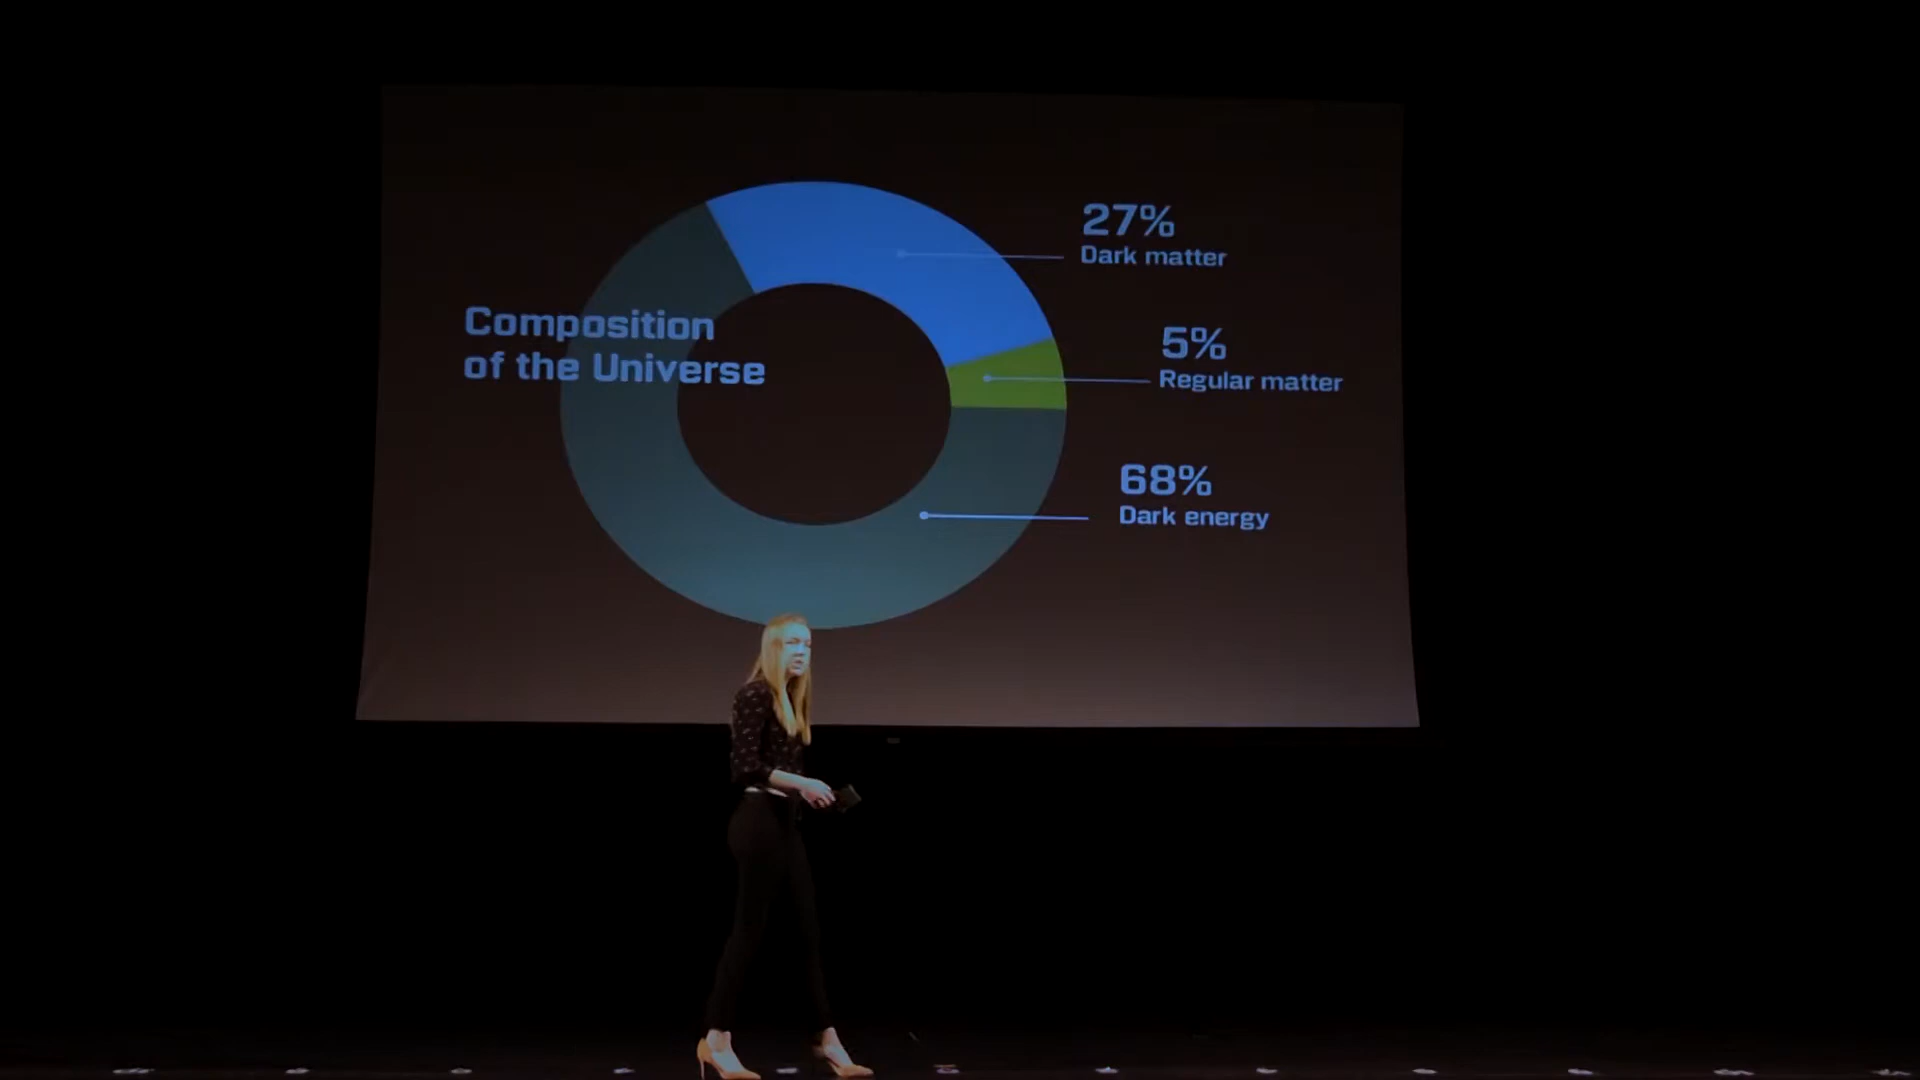 Composition
of the Universe
27%
Dark matter
5%
Regular matter
68%
Dark energy